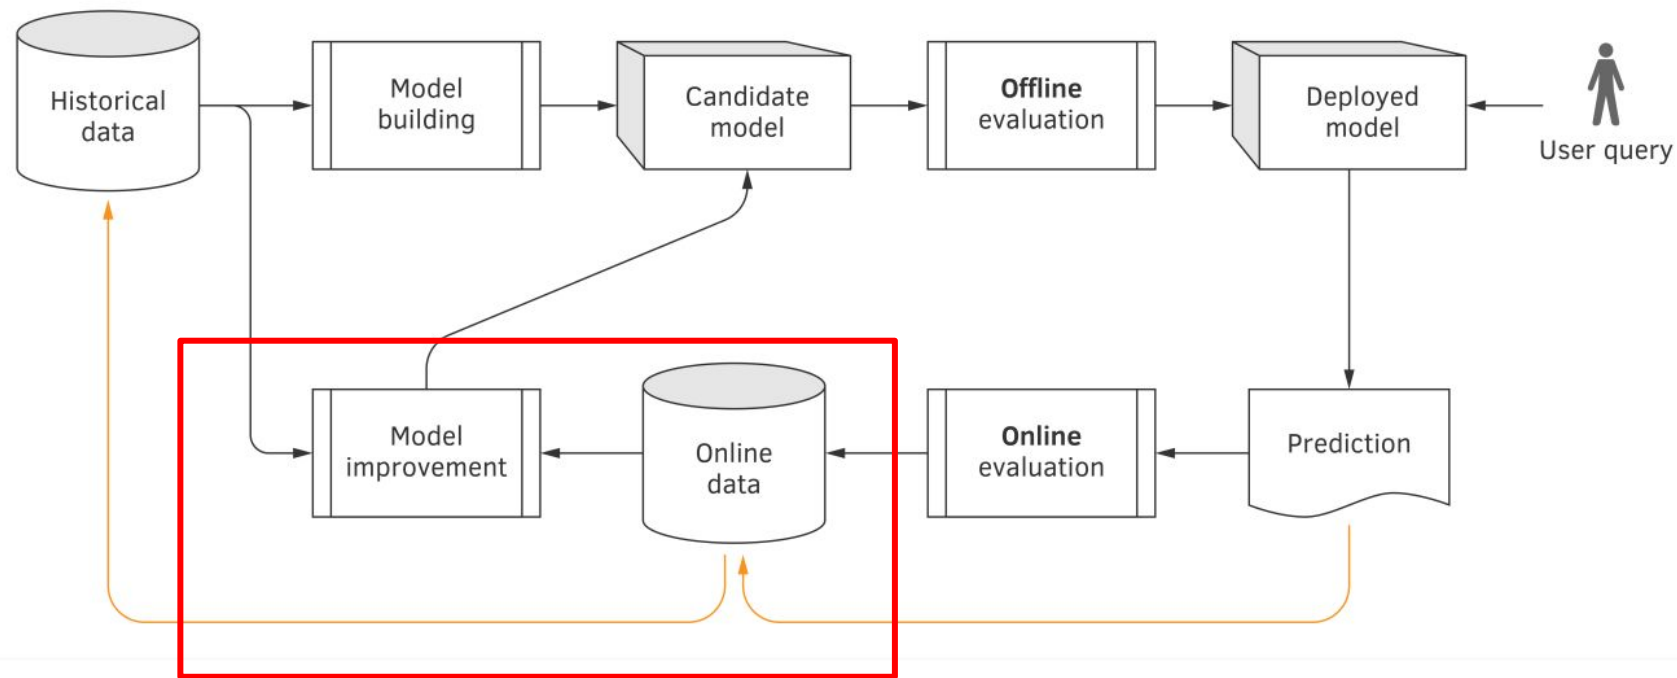 Historical
data
Model
building
Candidate
model
Offline
evaluation
Deployed
model
User query
Model
improvement
Online
data
Online
evaluation
Prediction